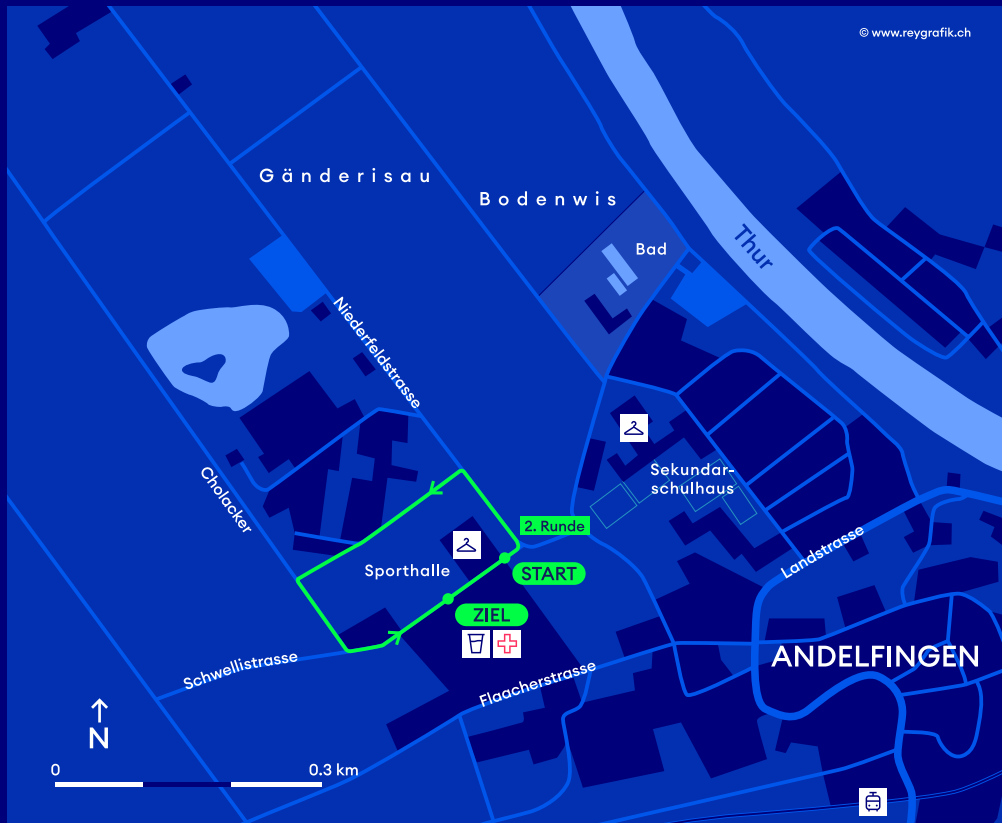 © www.reygrafik.ch
Gänderisau
Bodenwis
Bad
Thur
Niederfeldstrasse
Cholacker
Sekundar-
schulhaus
2. Runde
Landstrasse
Sporthalle
START
ZIEL
Schwellistrasse
Flaacherstrasse
ANDELFINGEN
N
0
0.3 km